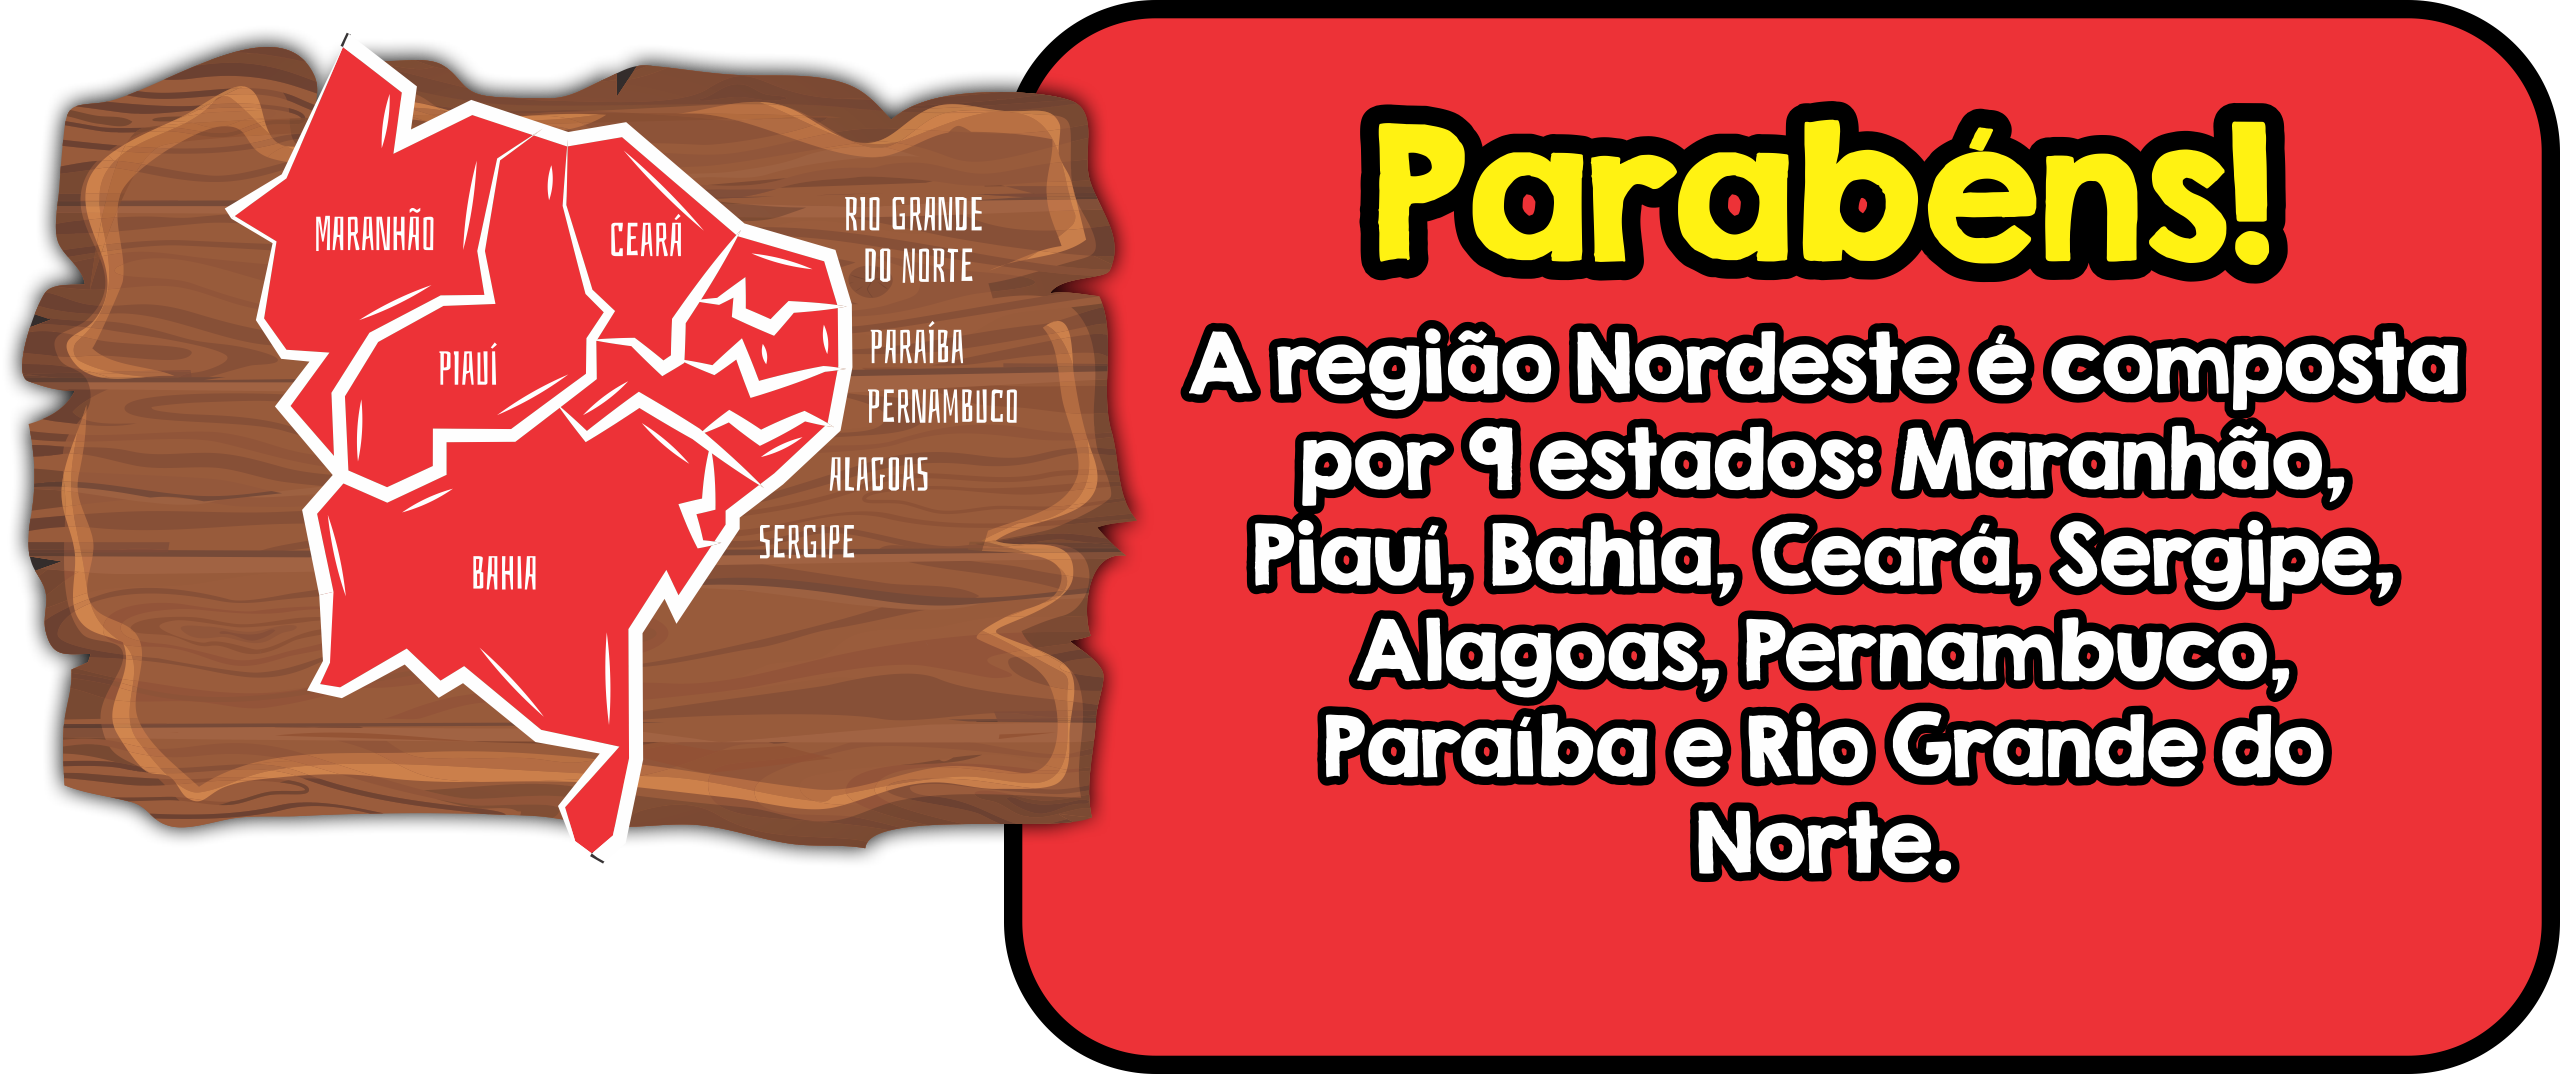 MARANHÃO
CEARÁ
RIO GRANDE
DO NORTE
PIAUÍ
PARAÍBA
PERNAMBUCO
ALAGOAS
SERGIPE
BAHIA
Parabéns!
A região Nordeste é composta
por 9 estados: Maranhão,
Piauí, Bahia, Ceará, Sergipe,
Alagoas, Pernambuco,
Paraíba e Rio Grande do
Norte.